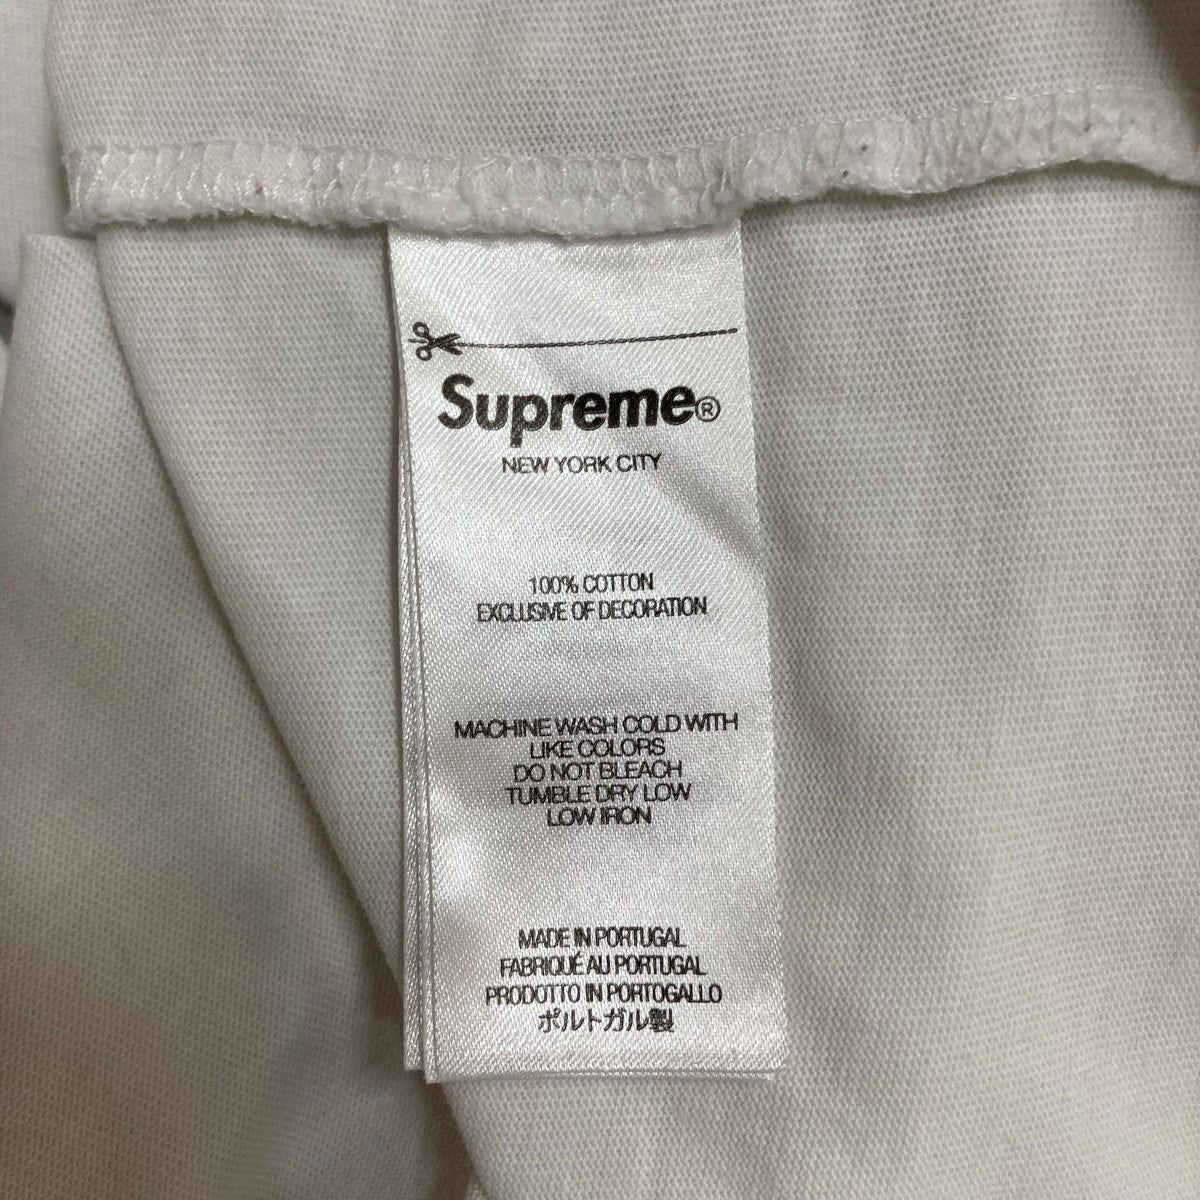 Supreme®
NEW YORK CITY
100% COTTON
EXCLUSIVE OF DECORATION
MACHINE WASH COLD WITH
LIKE COLORS
DO NOT BLEACH
TUMBLE DRY LOW
LOW IRON
MADE IN PORTUGAL
FABRIQUÉ AU PORTUGAL
PRODOTTO IN PORTOGALLO
ポルトガル製